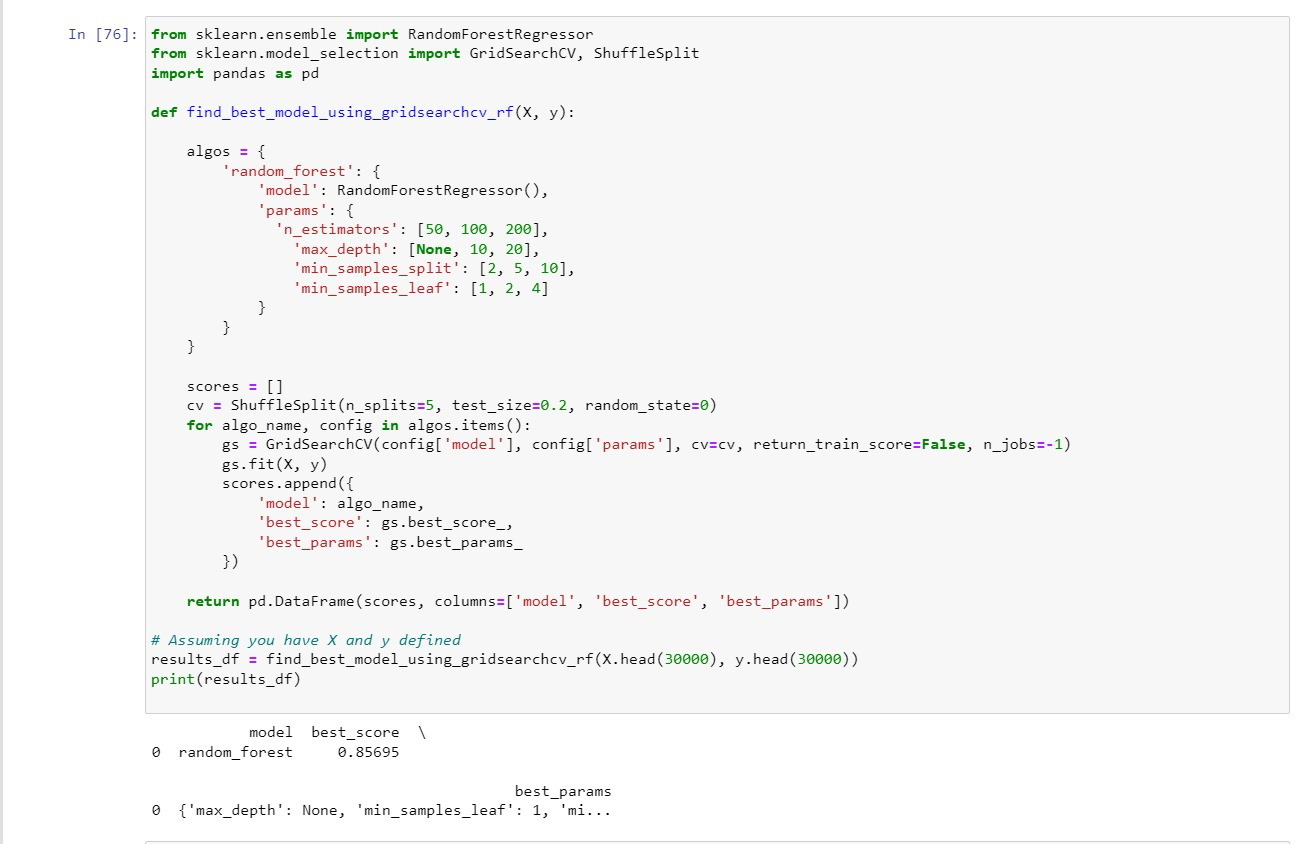 In [76]: from sklearn.ensemble import RandomForestRegressor
from sklearn.model_selection import GridSearchCV, ShuffleSplit
import pandas as pd

def find_best_model_using_gridsearchcv_rf(X, y):

    algos = {
        'random_forest': {
            'model': RandomForestRegressor(),
            'params': {
              'n_estimators': [50, 100, 200],
                'max_depth': [None, 10, 20],
                'min_samples_split': [2, 5, 10],
                'min_samples_leaf': [1, 2, 4]
            }
        }
    }

    scores = []
    cv = ShuffleSplit(n_splits=5, test_size=0.2, random_state=0)
    for algo_name, config in algos.items():
        gs = GridSearchCV(config['model'], config['params'], cv=cv, return_train_score=False, n_jobs=-1)
        gs.fit(X, y)
        scores.append({
            'model': algo_name,
            'best_score': gs.best_score_,
            'best_params': gs.best_params_
        })

    return pd.DataFrame(scores, columns=['model', 'best_score', 'best_params'])

# Assuming you have X and y defined
results_df = find_best_model_using_gridsearchcv_rf(X.head(30000), y.head(30000))
print(results_df)

           model  best_score  \
0  random_forest     0.85695

                                         best_params
0  {'max_depth': None, 'min_samples_leaf': 1, 'mi...